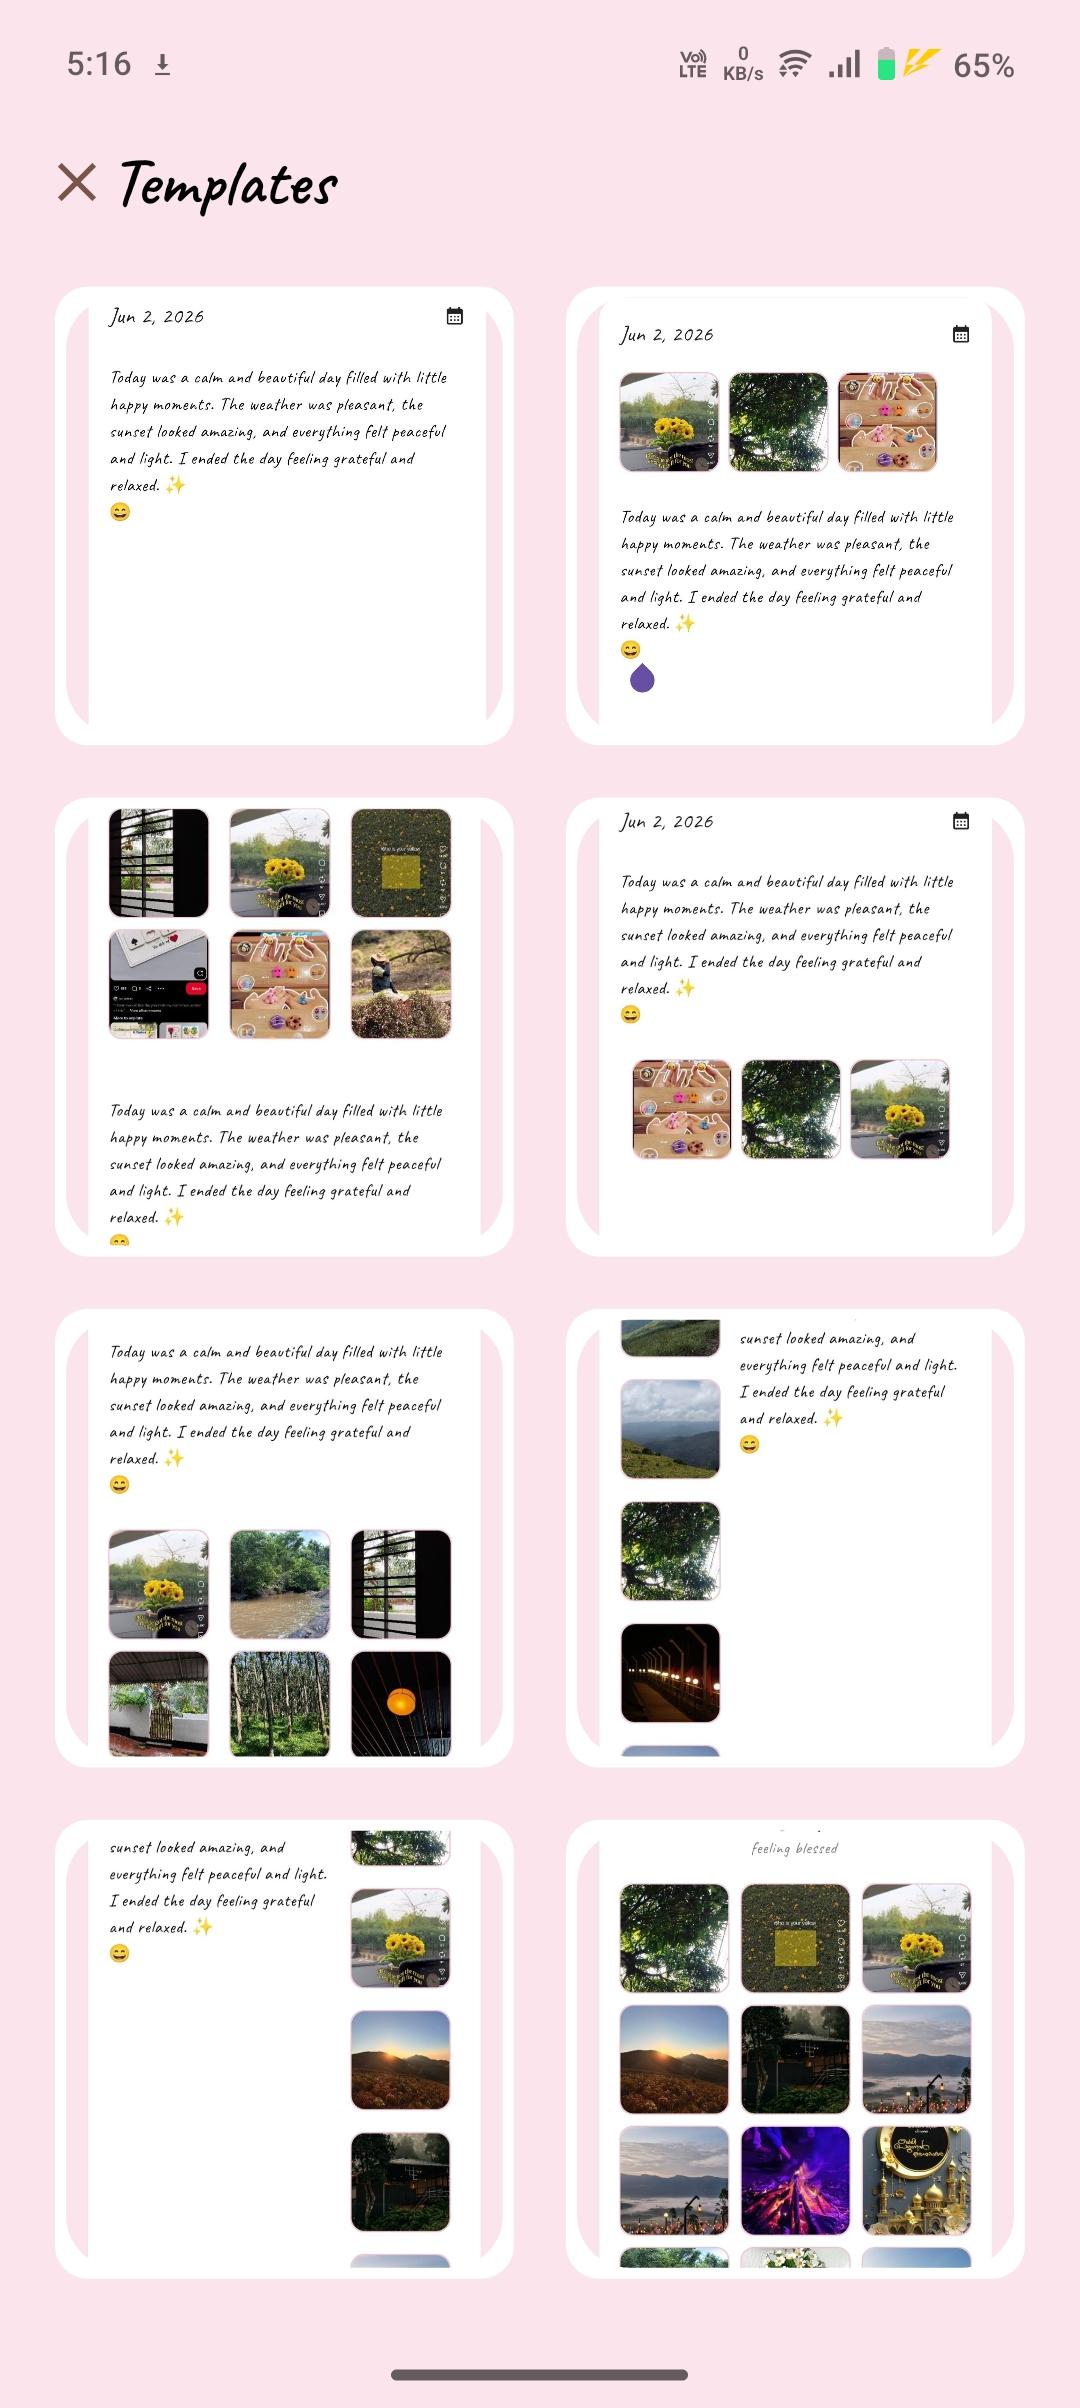 5:16
Vo)) LTE
0 KB/s
65%
Templates
Jun 2, 2026
Today was a calm and beautiful day filled with little
happy moments. The weather was pleasant, the
sunset looked amazing, and everything felt peaceful
and light. I ended the day feeling grateful and
relaxed. ✨
😄
Jun 2, 2026
Today was a calm and beautiful day filled with little
happy moments. The weather was pleasant, the
sunset looked amazing, and everything felt peaceful
and light. I ended the day feeling grateful and
relaxed. ✨
😄
Save
Today was a calm and beautiful day filled with little
happy moments. The weather was pleasant, the
sunset looked amazing, and everything felt peaceful
and light. I ended the day feeling grateful and
relaxed. ✨
😄
Jun 2, 2026
Today was a calm and beautiful day filled with little
happy moments. The weather was pleasant, the
sunset looked amazing, and everything felt peaceful
and light. I ended the day feeling grateful and
relaxed. ✨
😄
Today was a calm and beautiful day filled with little
happy moments. The weather was pleasant, the
sunset looked amazing, and everything felt peaceful
and light. I ended the day feeling grateful and
relaxed. ✨
😄
sunset looked amazing, and
everything felt peaceful and light.
I ended the day feeling grateful
and relaxed. ✨
😄
sunset looked amazing, and
everything felt peaceful and light.
I ended the day feeling grateful
and relaxed. ✨
😄
feeling blessed
who is your yellow